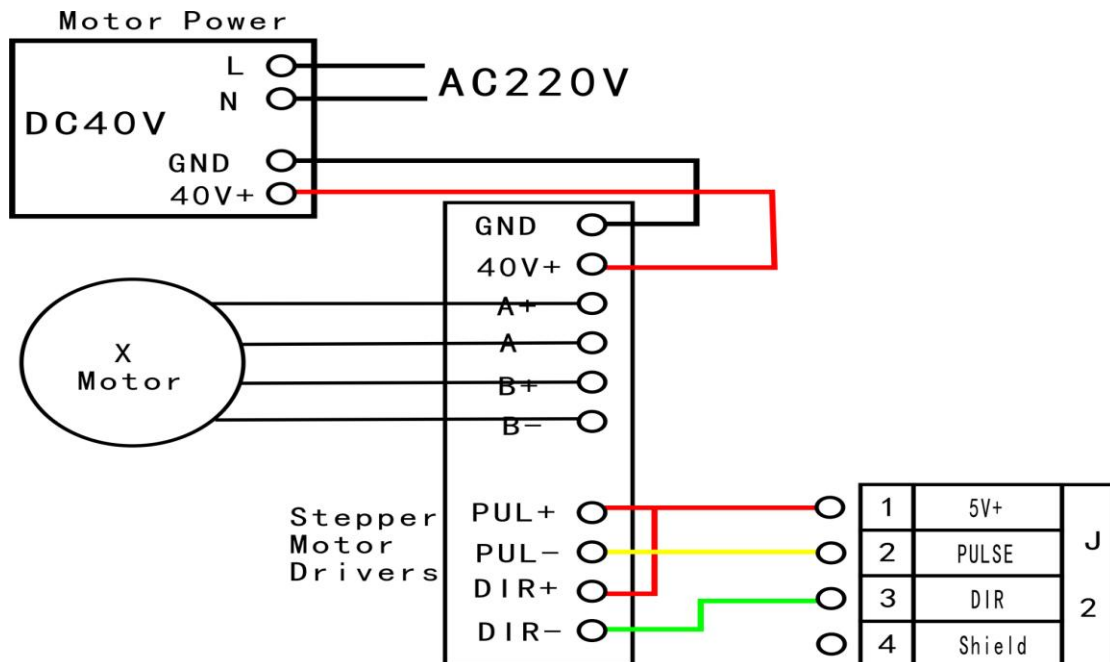 Motor Power
L
AC220V
N
DC40V
GND
40V+
GND
40V+
A+
X
A
Motor
B+
B-
Stepper
Motor
Drivers
PUL+
PUL-
DIR+
DIR-
1 5V+
2 PULSE
3 DIR
4 Shield
J
2